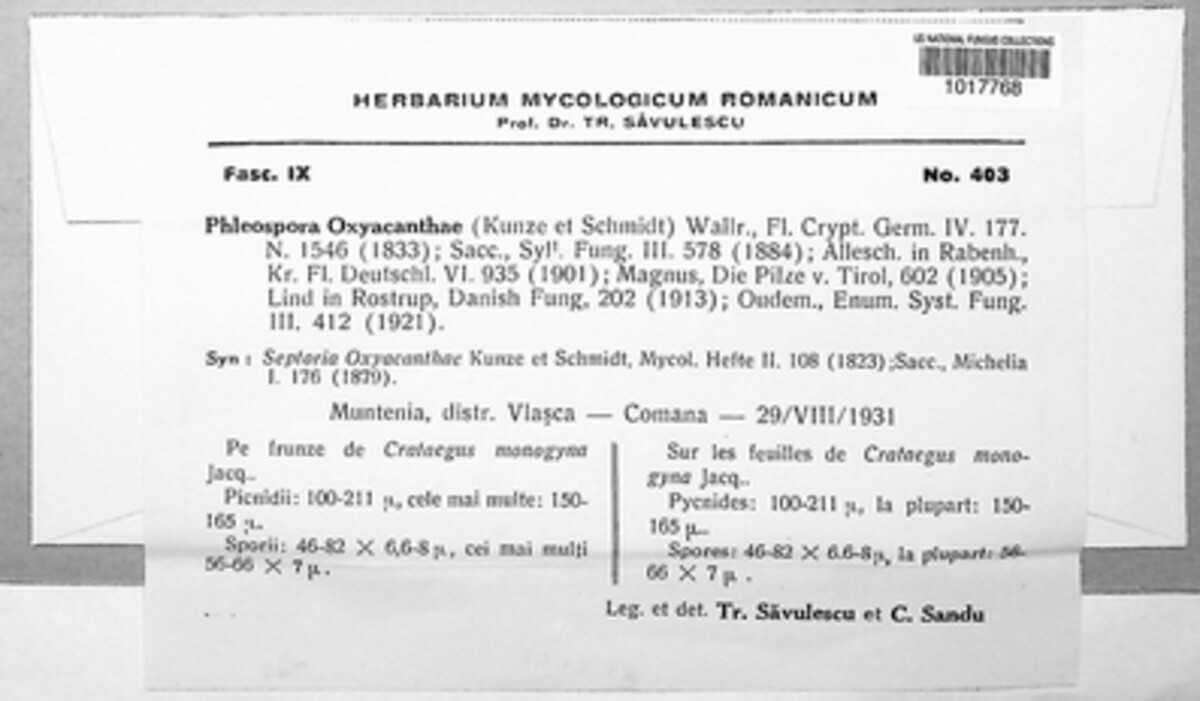 US NATIONAL FUNGUS COLLECTIONS
1017768
HERBARIUM MYCOLOGICUM ROMANICUM
Prof. Dr. TR. SĂVULESCU
Fasc. IX
No. 403
Phleospora Oxyacanthae (Kunze et Schmidt) Wallr., Fl. Crypt. Germ. IV. 177.
N. 1546 (1833); Sacc., Syll. Fung. III. 578 (1884); Allesch. in Rabenh.,
Kr. Fl. Deutschl. VI. 935 (1901); Magnus, Die Pilze v. Tirol, 602 (1905);
Lind in Rostrup, Danish Fung. 202 (1913); Oudem., Enum. Syst. Fung.
III. 412 (1921).
Syn: Septoria Oxyacanthae Kunze et Schmidt, Mycol. Hefte II. 108 (1823);Sacc., Michelia
I. 176 (1879).
Muntenia, distr. Vlaşca — Comana — 29/VIII/1931
Pe frunze de Crataegus monogyna
Jacq..
Picnidii: 100-211 µ, cele mai multe: 150-
165 µ.
Sporii: 46-82 × 6,6-8 µ, cei mai mulţi
56-66 × 7 µ.
Sur les feuilles de Crataegus mono-
gyna Jacq..
Pycnides: 100-211 µ, la plupart: 150-
165 µ..
Spores: 46-82 × 6.6-8 µ, la plupart: 56-
66 × 7 µ .
Leg. et det. Tr. Săvulescu et C. Sandu